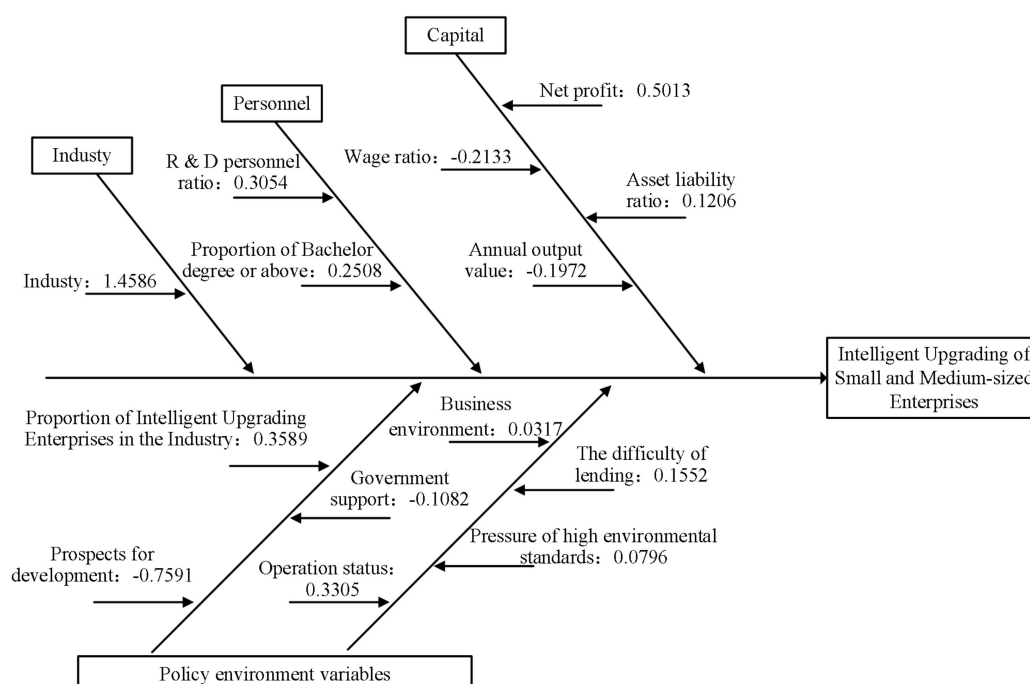 Capital
Net profit：0.5013
Personnel
Wage ratio：-0.2133
Industy
R & D personnel
ratio：0.3054
Asset liability
ratio：0.1206
Proportion of Bachelor
degree or above：0.2508
Annual output
value：-0.1972
Industy：1.4586
Intelligent Upgrading of
Small and Medium-sized
Enterprises
Proportion of Intelligent Upgrading
Enterprises in the Industry：0.3589
Business
environment：0.0317
The difficulty of
lending：0.1552
Government
support：-0.1082
Pressure of high environmental
standards：0.0796
Prospects for
development：-0.7591
Operation status：
0.3305
Policy environment variables